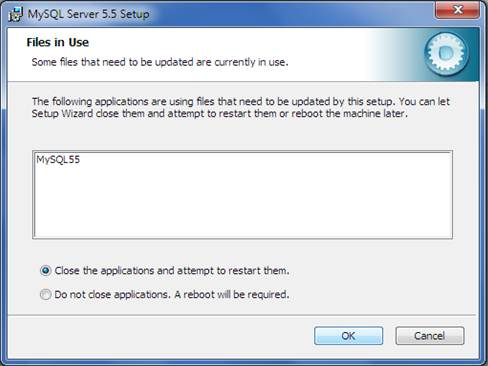 MySQL Server 5.5 Setup
Files in Use
Some files that need to be updated are currently in use.
The following applications are using files that need to be updated by this setup. You can let
Setup Wizard close them and attempt to restart them or reboot the machine later.
MySQL55
Close the applications and attempt to restart them.
Do not close applications. A reboot will be required.
OK
Cancel